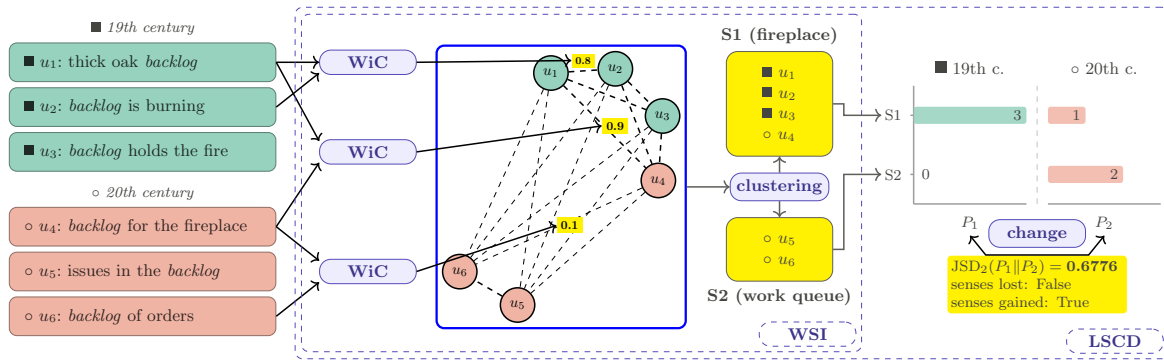 ■ 19th century
■ u1: thick oak backlog
■ u2: backlog is burning
■ u3: backlog holds the fire
○ 20th century
○ u4: backlog for the fireplace
○ u5: issues in the backlog
○ u6: backlog of orders
WiC
WiC
WiC
u1
u2
u3
u4
u5
u6
0.8
0.9
0.1
S1 (fireplace)
■ u1
■ u2
■ u3
○ u4
clustering
○ u5
○ u6
S2 (work queue)
WSI
■ 19th c.
○ 20th c.
S1
3
1
S2
0
2
P1
change
P2
JSD2(P1∥P2) = 0.6776
senses lost: False
senses gained: True
LSCD